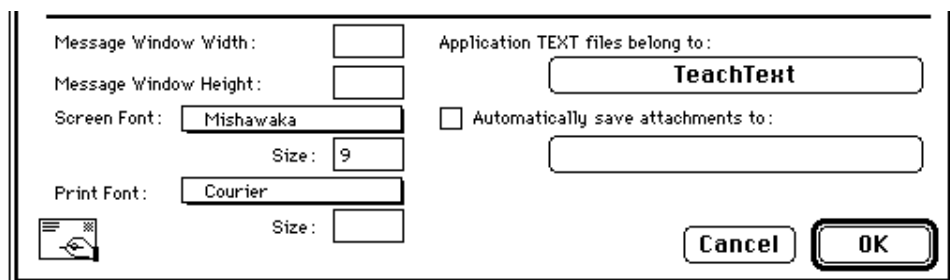 Message Window Width:
Message Window Height:
Screen Font: Mishawaka
Size: 9
Print Font: Courier
Size:
Application TEXT files belong to:
TeachText
Automatically save attachments to:
Cancel OK